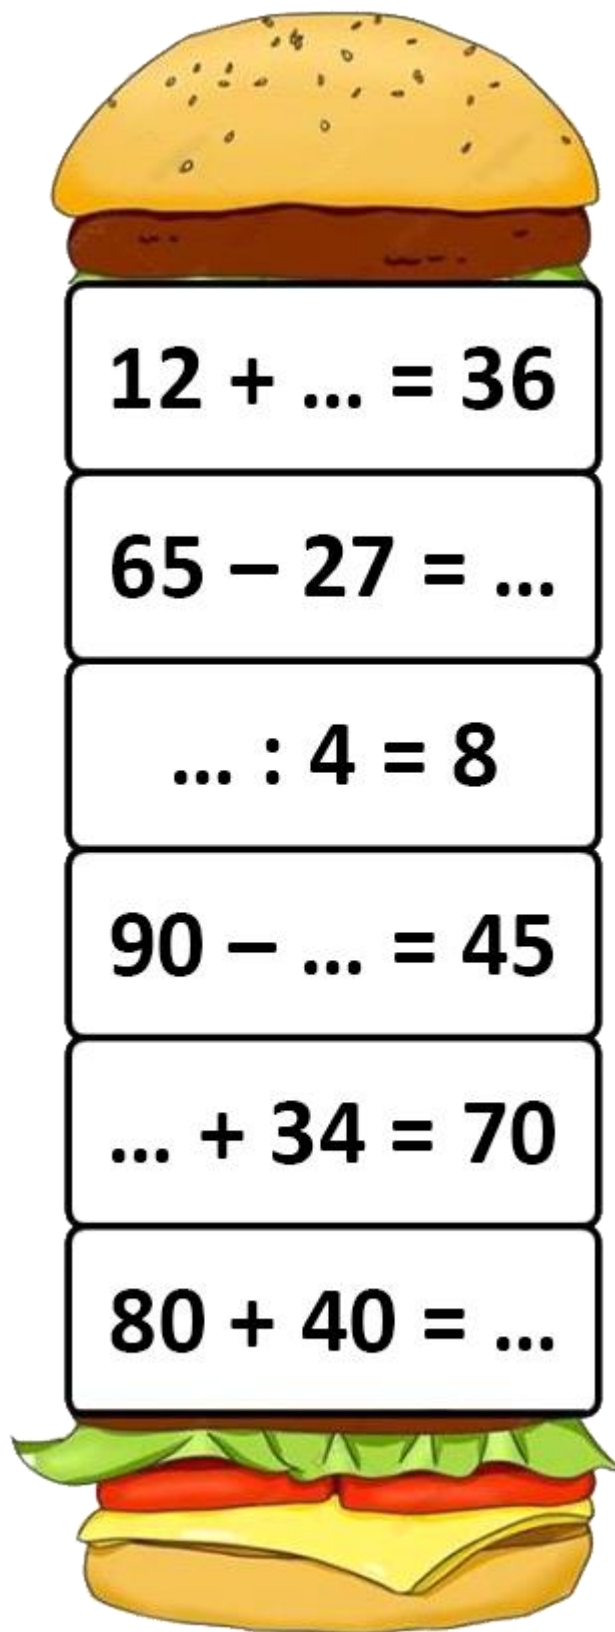 12 + ... = 36
65 – 27 = ...
... : 4 = 8
90 – ... = 45
... + 34 = 70
80 + 40 = ...